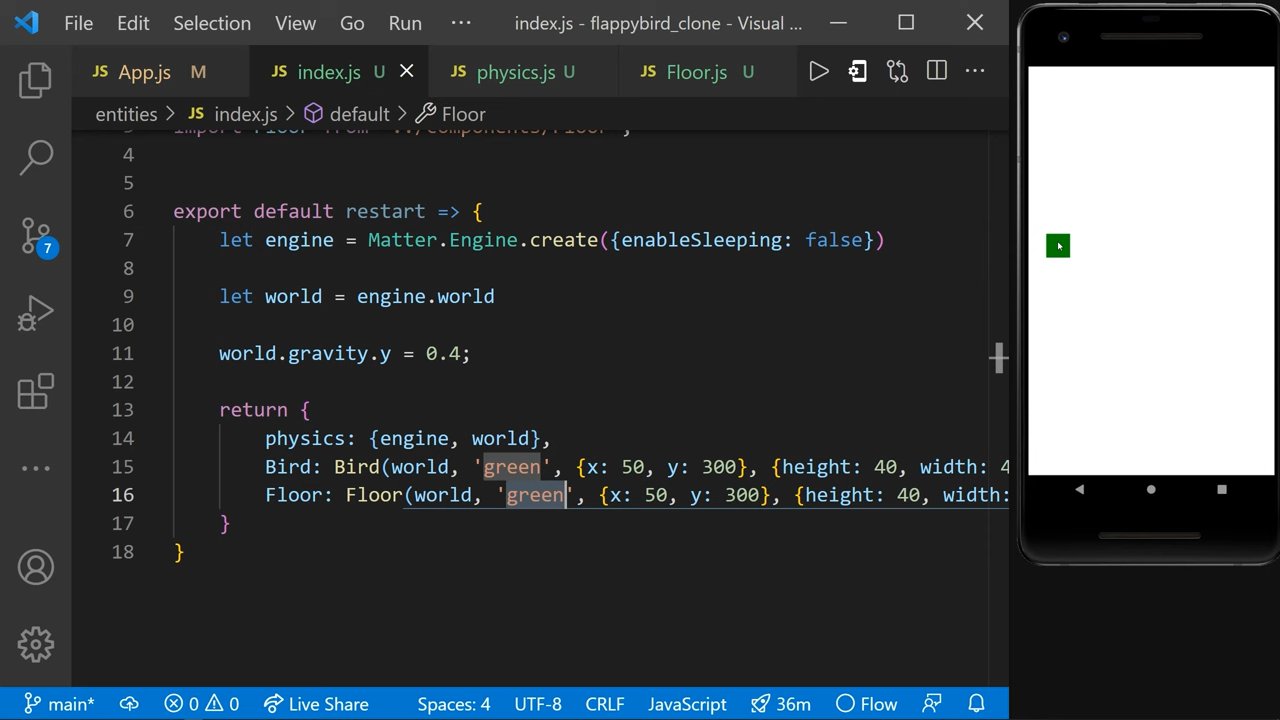 File Edit Selection View Go Run ··· index.js - flappybird_clone - Visual ...
JS App.js M JS index.js U JS physics.js U JS Floor.js U
entities > JS index.js > default > Floor
import Floor from "../components/Floor";
4
5
6 export default restart => {
7 let engine = Matter.Engine.create({enableSleeping: false})
8
9 let world = engine.world
10
11 world.gravity.y = 0.4;
12
13 return {
14 physics: {engine, world},
15 Bird: Bird(world, 'green', {x: 50, y: 300}, {height: 40, width: 4
16 Floor: Floor(world, 'green', {x: 50, y: 300}, {height: 40, width:
17 }
18 }
7
main* 0 0 Live Share Spaces: 4 UTF-8 CRLF JavaScript 36m Flow